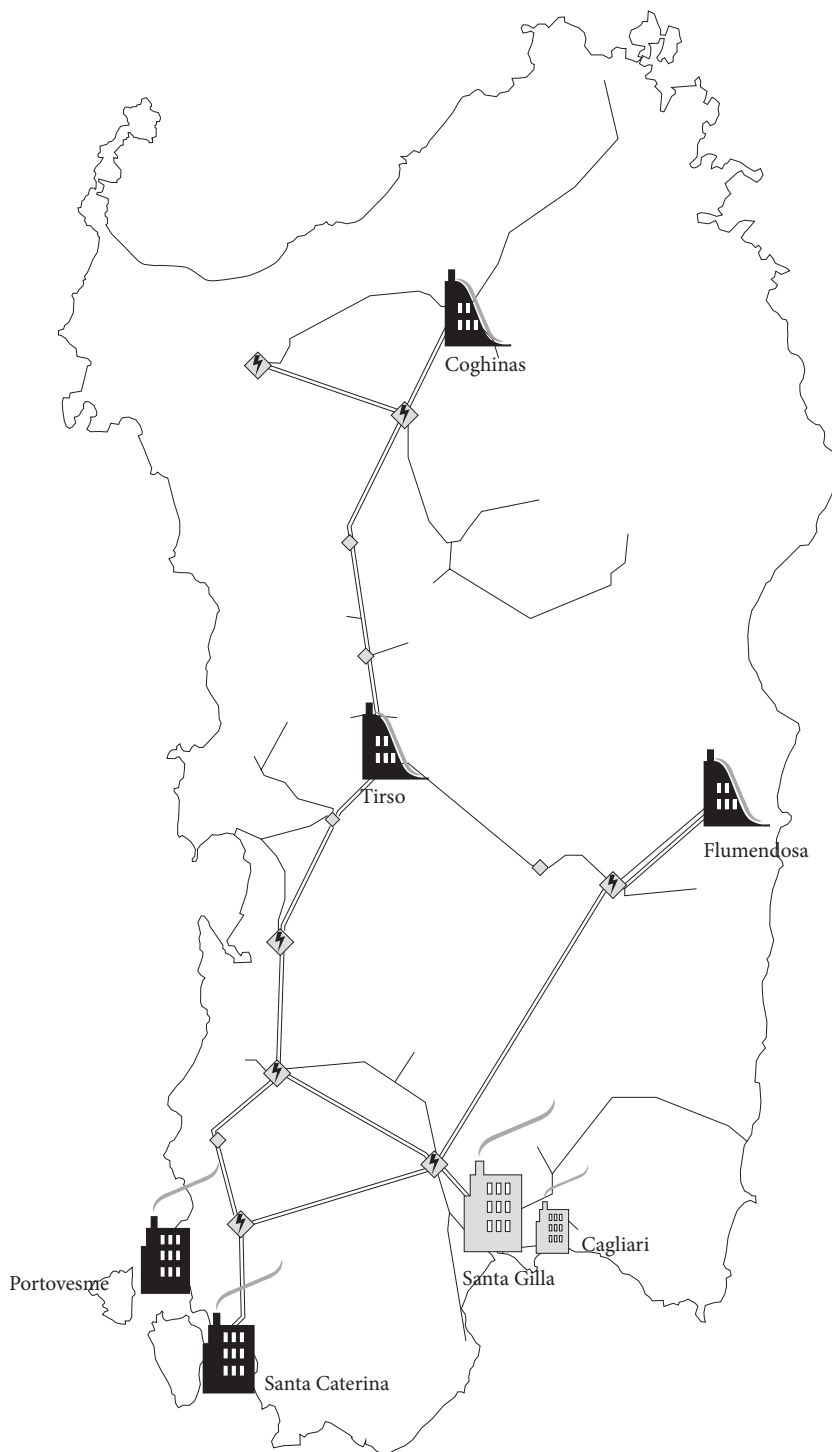 Coghinas
Tirso
Flumendosa
Cagliari
Santa Gilla
Portovesme
Santa Caterina